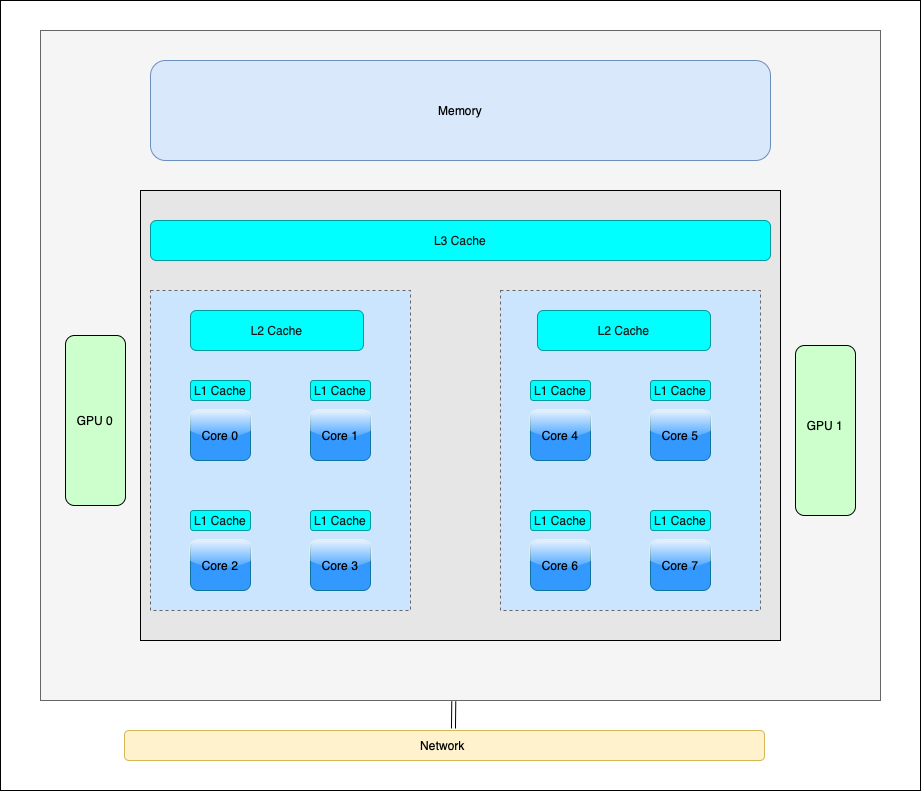 Memory
L3 Cache
L2 Cache
L2 Cache
L1 Cache
L1 Cache
L1 Cache
L1 Cache
Core 0
Core 1
Core 4
Core 5
GPU 0
GPU 1
L1 Cache
L1 Cache
L1 Cache
L1 Cache
Core 2
Core 3
Core 6
Core 7
Network